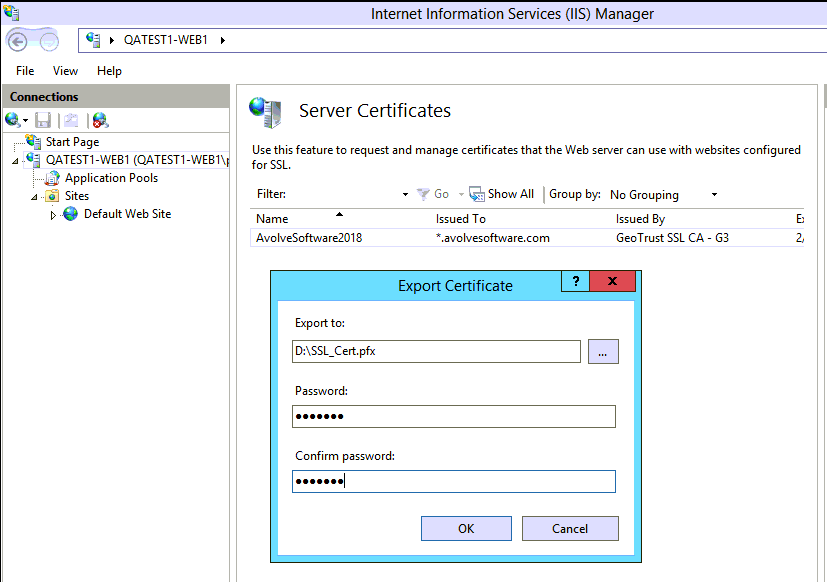 Internet Information Services (IIS) Manager
QATEST1-WEB1
File View Help
Connections
Start Page
QATEST1-WEB1 (QATEST1-WEB1\p
Application Pools
Sites
Default Web Site
Server Certificates
Use this feature to request and manage certificates that the Web server can use with websites configured
for SSL.
Filter: Go Show All Group by: No Grouping
Name Issued To Issued By Ex
AvolveSoftware2018 *.avolvesoftware.com GeoTrust SSL CA - G3 2/
Export Certificate ? X
Export to:
D:\SSL_Cert.pfx ...
Password:
●●●●●●●
Confirm password:
●●●●●●●
OK Cancel